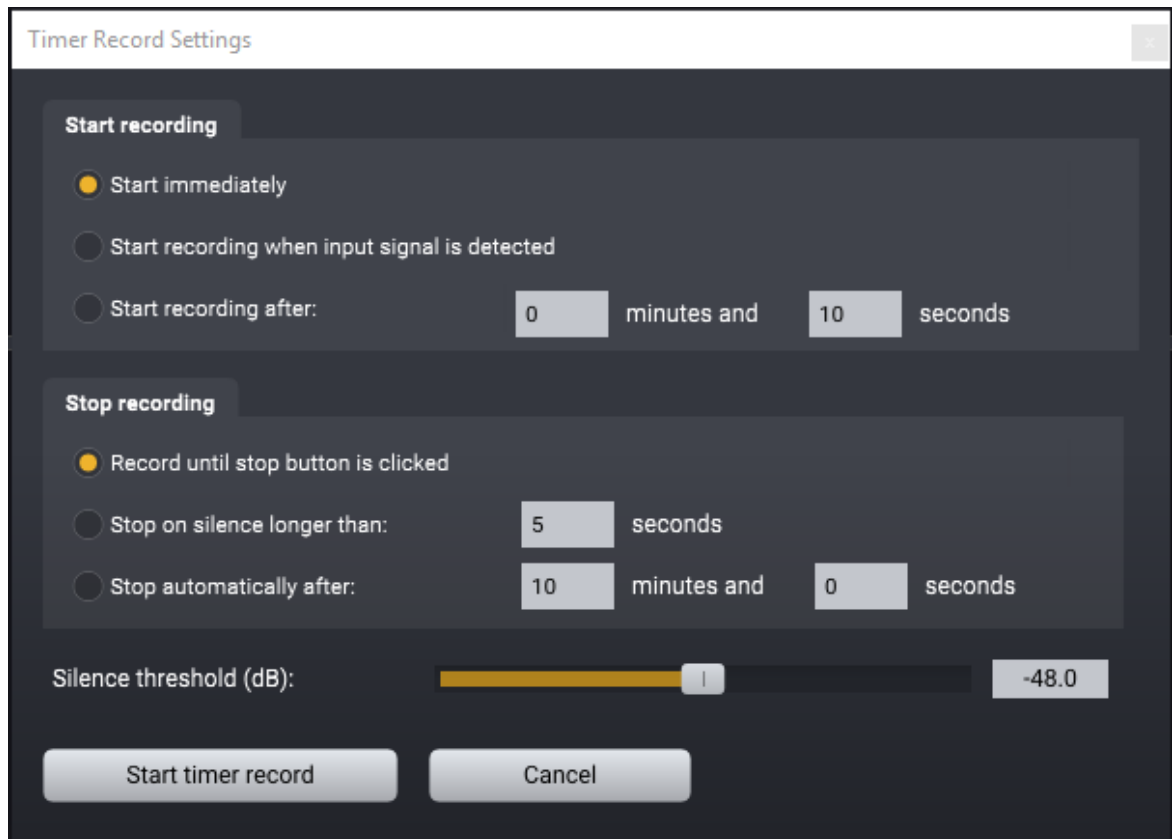 Timer Record Settings
x
Start recording
Start immediately
Start recording when input signal is detected
Start recording after: 0 minutes and 10 seconds
Stop recording
Record until stop button is clicked
Stop on silence longer than: 5 seconds
Stop automatically after: 10 minutes and 0 seconds
Silence threshold (dB): -48.0
Start timer record Cancel